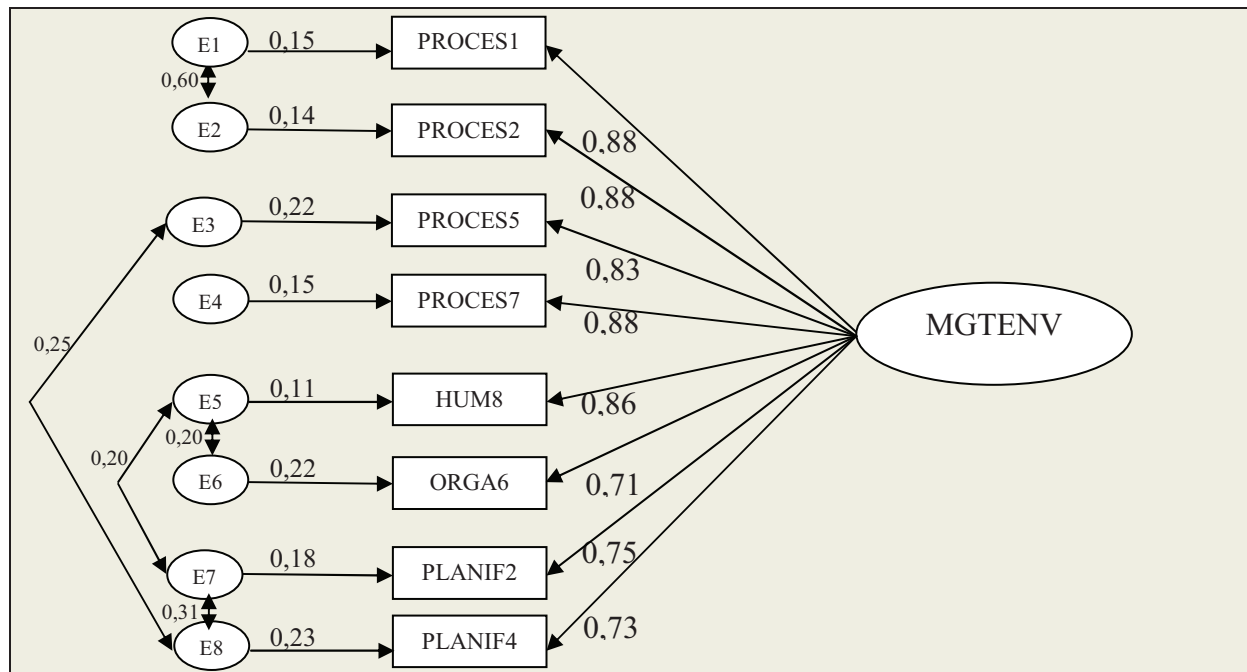 E1 0,15 PROCES1
0,60
E2 0,14 PROCES2
0,88
0,88
E3 0,22 PROCES5
0,83
E4 0,15 PROCES7
0,88
MGTENV
0,25
E5 0,11 HUM8
0,86
0,20
0,20
E6 0,22 ORGA6
0,71
E7 0,18 PLANIF2
0,75
0,31
E8 0,23 PLANIF4
0,73